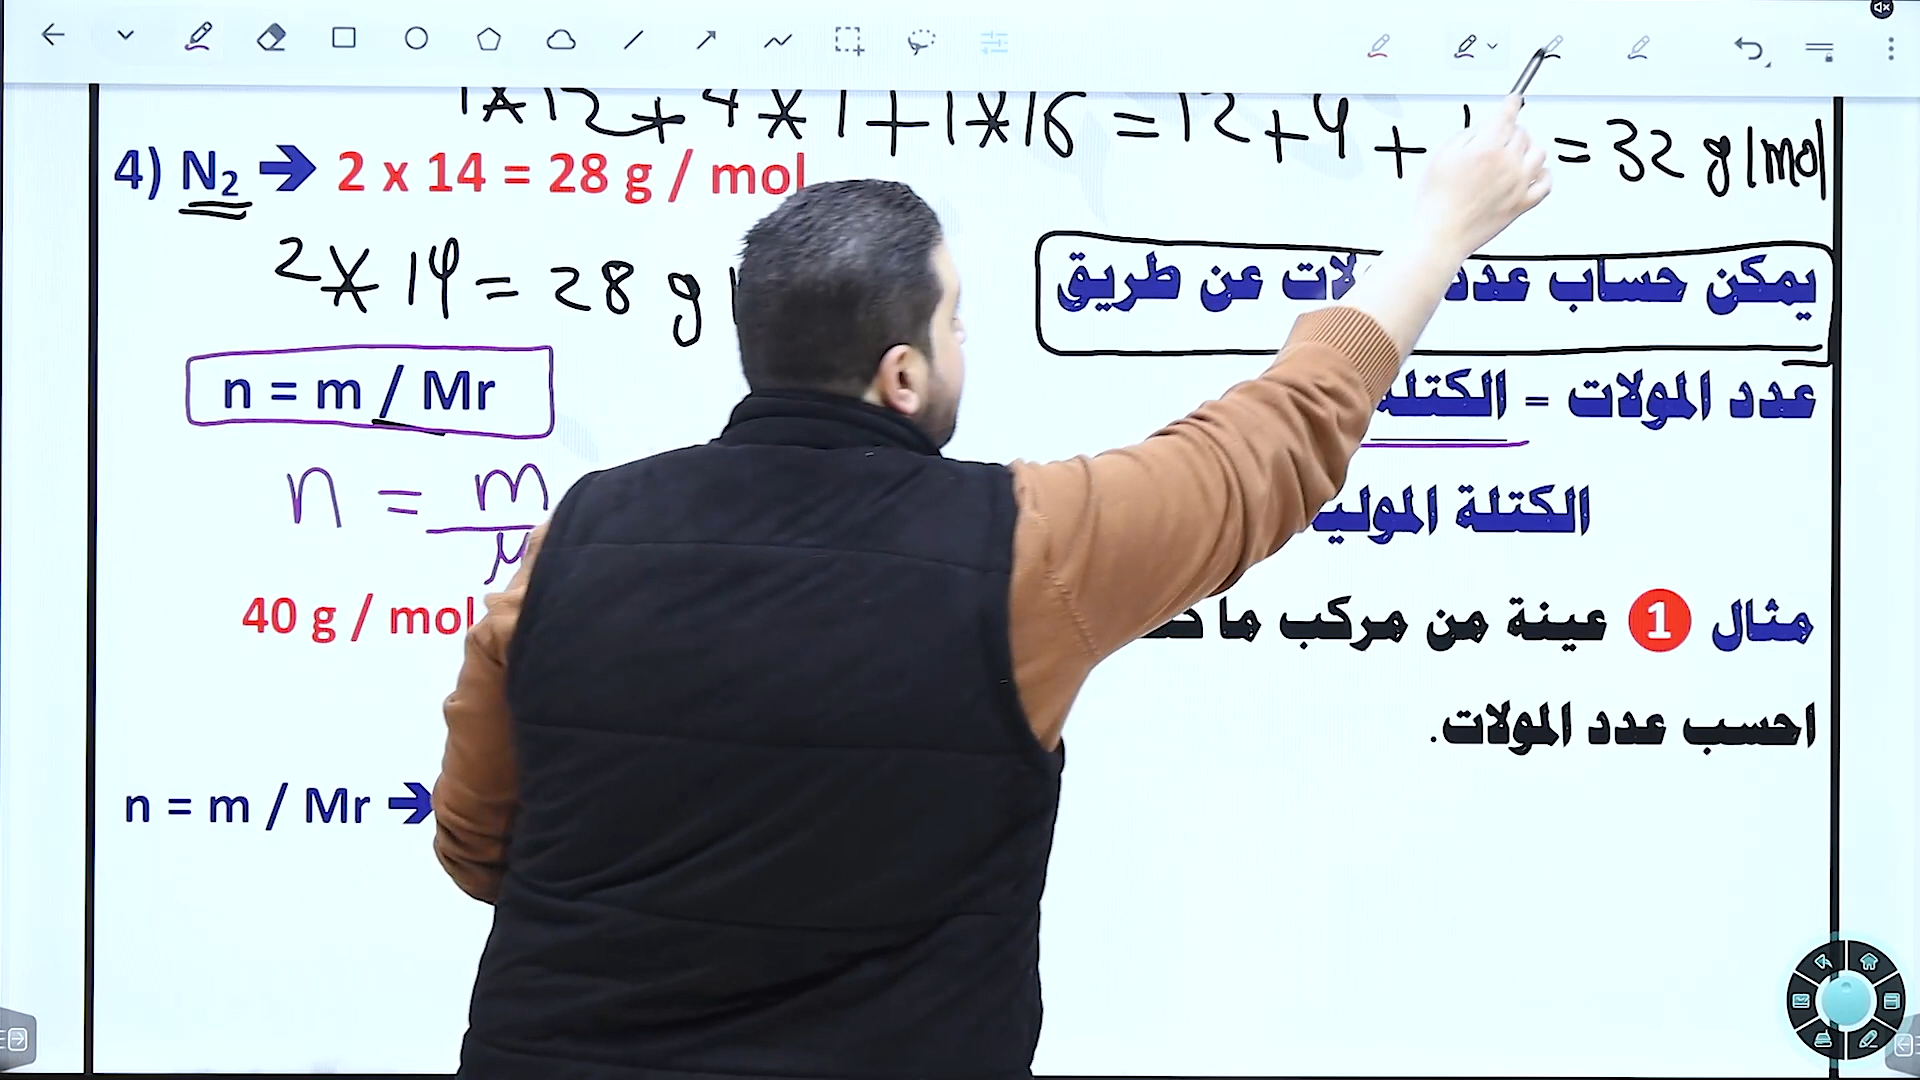 1*12+4*1+1*16=12+4+ =32 g/mol
4) N₂ ➔ 2 x 14 = 28 g / mol
2*14=28 g
يمكن حساب عدد عن طريق
n = m / Mr
عدد المولات = الكتلة
n = m
الكتلة المولية
40 g / mol
مثال 1 عينة من مركب ما
احسب عدد المولات.
n = m / Mr ➔